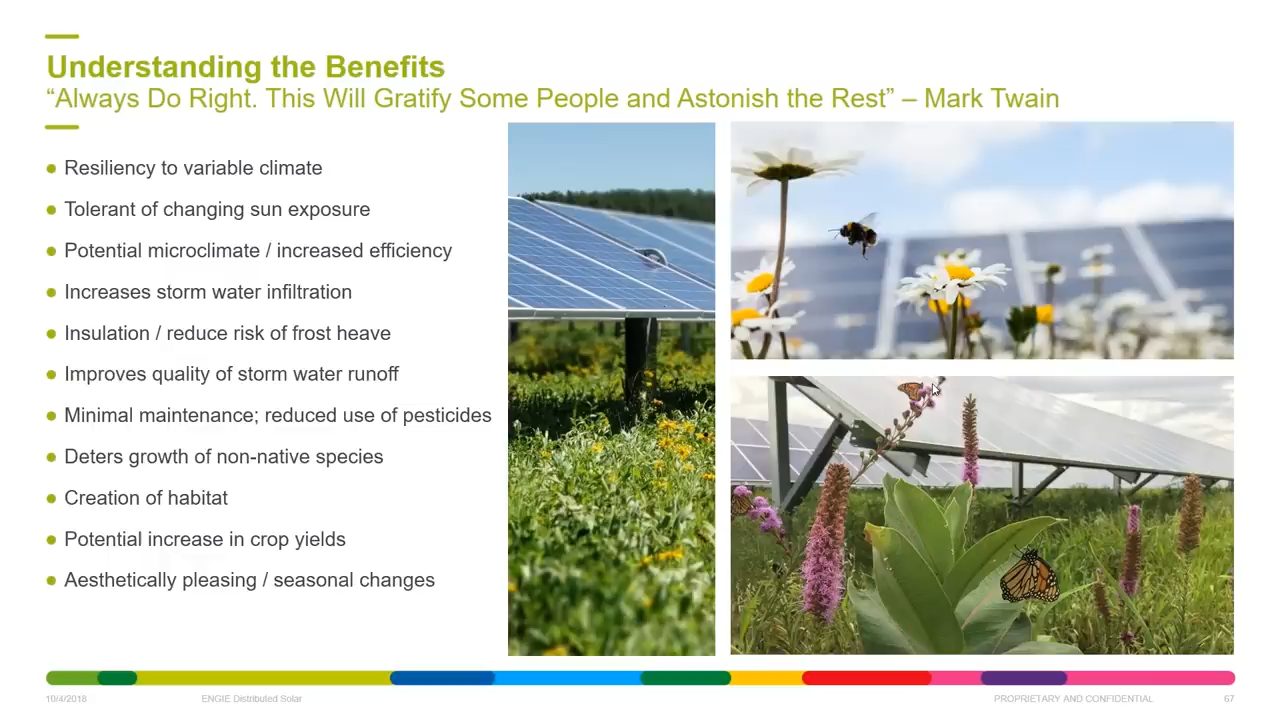 Understanding the Benefits
“Always Do Right. This Will Gratify Some People and Astonish the Rest” – Mark Twain
Resiliency to variable climate
Tolerant of changing sun exposure
Potential microclimate / increased efficiency
Increases storm water infiltration
Insulation / reduce risk of frost heave
Improves quality of storm water runoff
Minimal maintenance; reduced use of pesticides
Deters growth of non-native species
Creation of habitat
Potential increase in crop yields
Aesthetically pleasing / seasonal changes
10/4/2018 ENGIE Distributed Solar PROPRIETARY AND CONFIDENTIAL 67